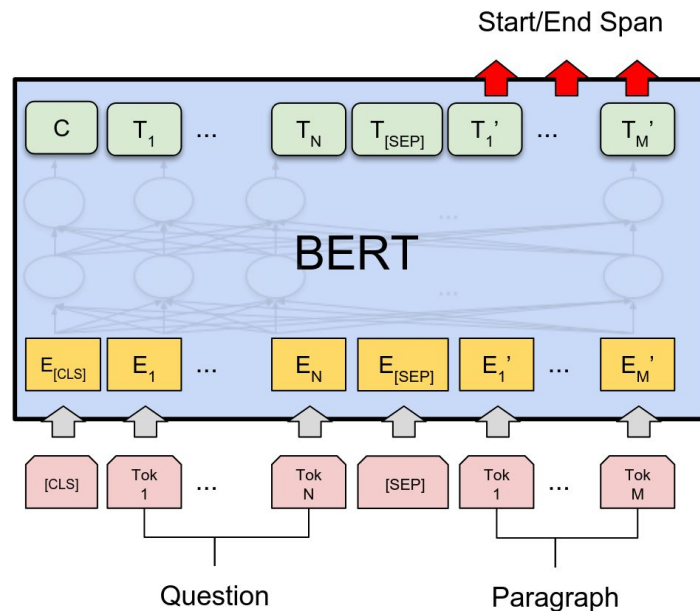 Start/End Span
C T1 ... TN T[SEP] T1' ... TM'
...
BERT
...
E[CLS] E1 ... EN E[SEP] E1' ... EM'
[CLS] Tok 1 ... Tok N [SEP] Tok 1 ... Tok M
Question Paragraph